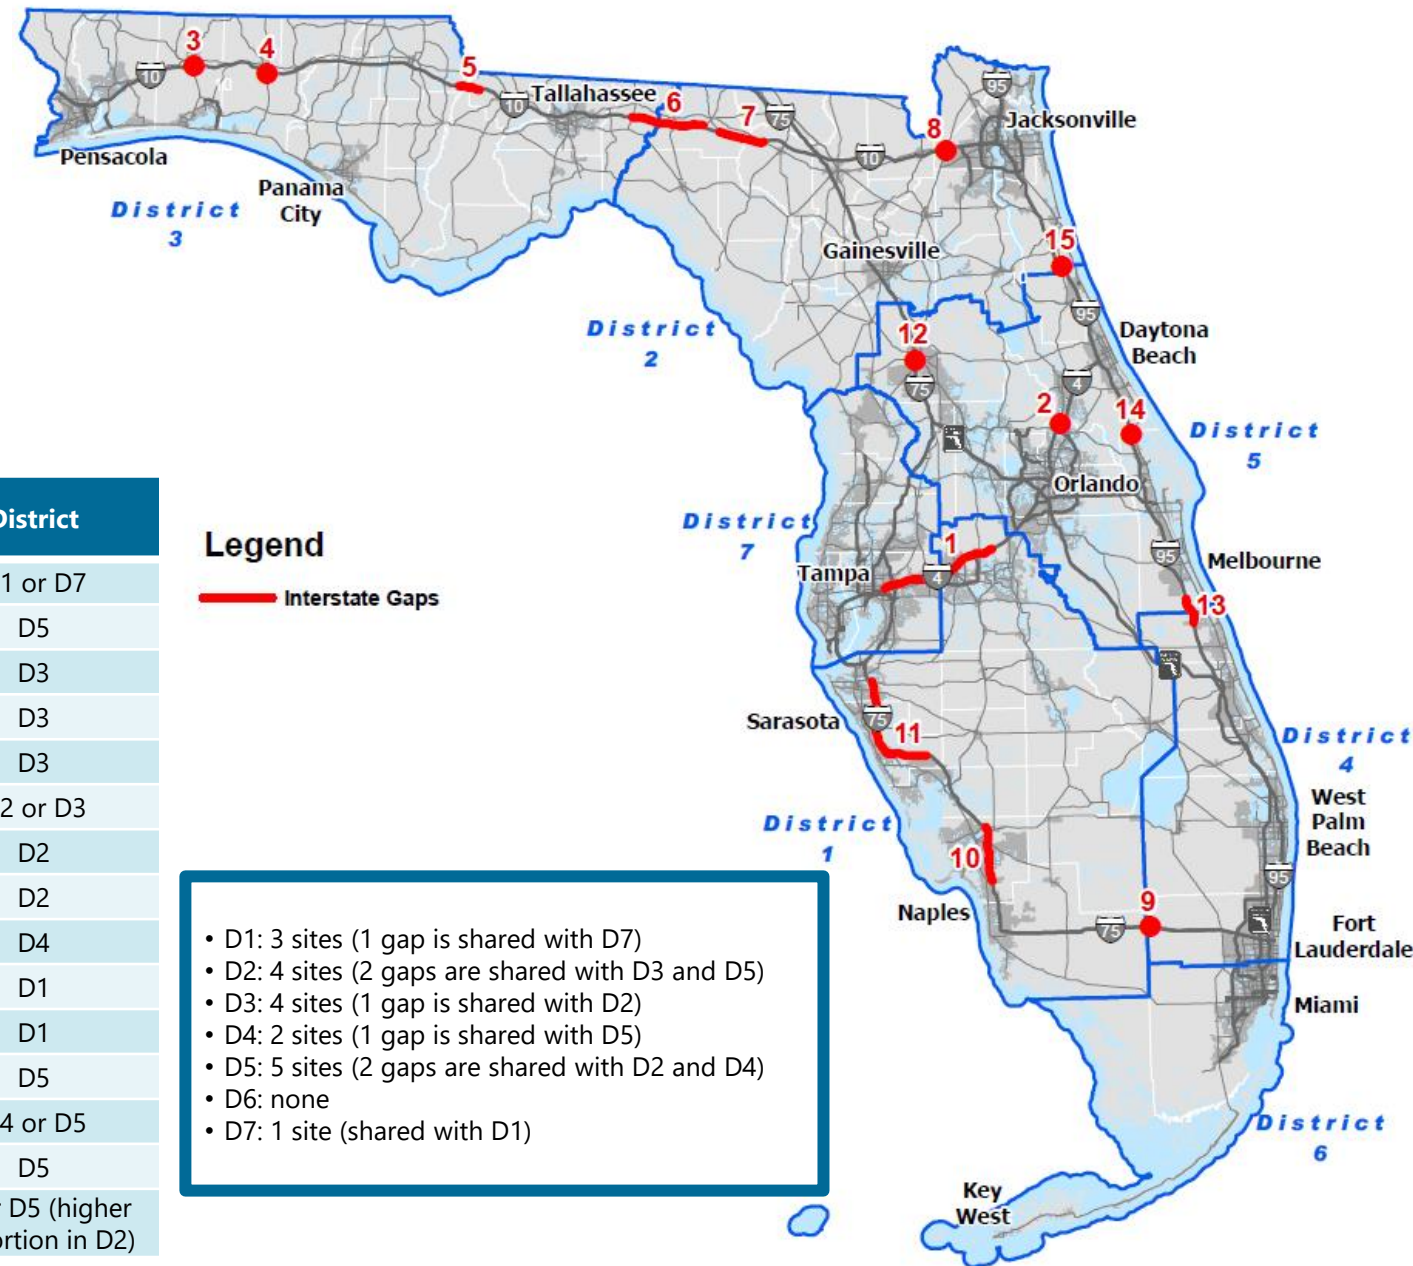 3
4
5
6
7
8
10
10
10
75
95
Tallahassee
Jacksonville
Pensacola
Panama
City
District
3
Gainesville
15
95
Daytona
Beach
District
2
12
75
2
4
14
District
5
Orlando
District
7
1
4
Tampa
95
Melbourne
13
Sarasota
75
11
District
4
West
Palm
Beach
95
District
1
10
Naples
9
75
Fort
Lauderdale
Miami
District
6
Key
West
District
1 or D7
D5
D3
D3
D3
2 or D3
D2
D2
D4
D1
D1
D5
4 or D5
D5
D5 (higher
ortion in D2)
Legend
Interstate Gaps
• D1: 3 sites (1 gap is shared with D7)
• D2: 4 sites (2 gaps are shared with D3 and D5)
• D3: 4 sites (1 gap is shared with D2)
• D4: 2 sites (1 gap is shared with D5)
• D5: 5 sites (2 gaps are shared with D2 and D4)
• D6: none
• D7: 1 site (shared with D1)